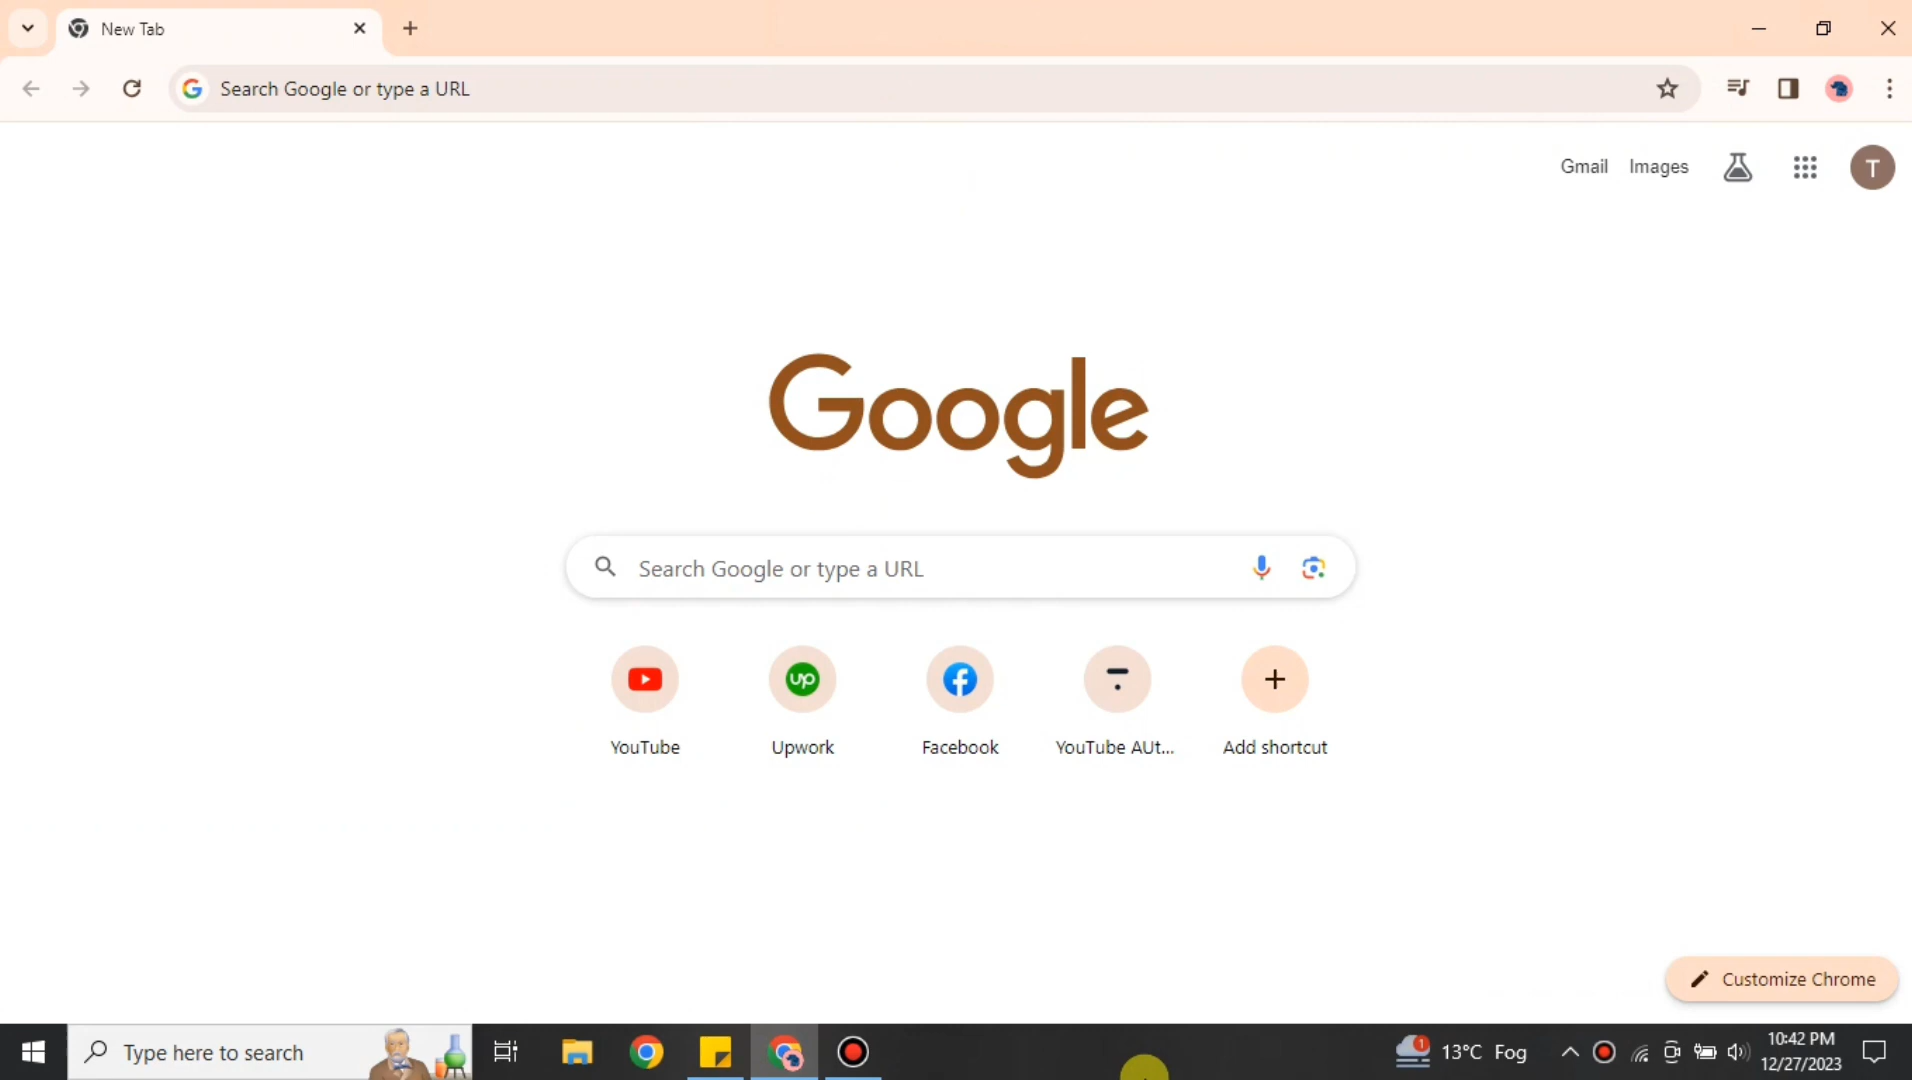 New Tab
Search Google or type a URL
Gmail Images T
Google
Search Google or type a URL
YouTube Upwork Facebook YouTube AUt... Add shortcut
Customize Chrome
Type here to search
1 13°C Fog
10:42 PM
12/27/2023